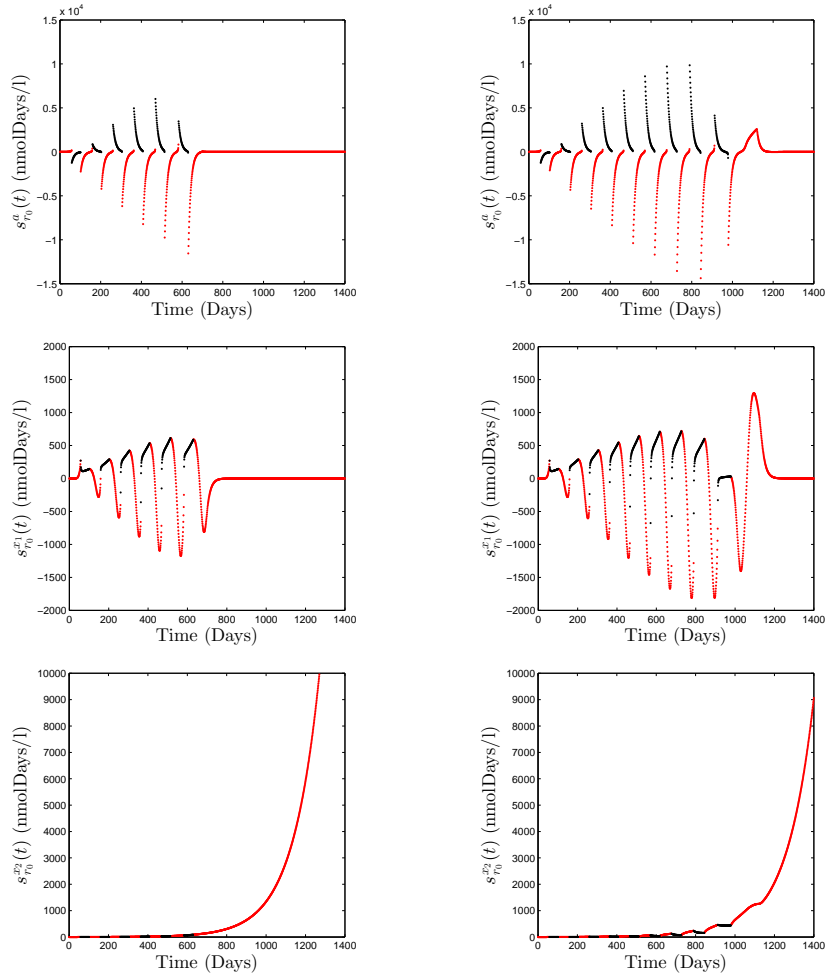 x 10^4
1.5
1
0.5
0
−0.5
−1
−1.5
0 200 400 600 800 1000 1200 1400
Time (Days)
s^a_{r_0}(t) (nmolDays/l)
x 10^4
1.5
1
0.5
0
−0.5
−1
−1.5
0 200 400 600 800 1000 1200 1400
Time (Days)
s^a_{r_0}(t) (nmolDays/l)
2000
1500
1000
500
0
−500
−1000
−1500
−2000
0 200 400 600 800 1000 1200 1400
Time (Days)
s^{x_1}_{r_0}(t) (nmolDays/l)
2000
1500
1000
500
0
−500
−1000
−1500
−2000
0 200 400 600 800 1000 1200 1400
Time (Days)
s^{x_1}_{r_0}(t) (nmolDays/l)
10000
9000
8000
7000
6000
5000
4000
3000
2000
1000
0
0 200 400 600 800 1000 1200 1400
Time (Days)
s^{x_2}_{r_0}(t) (nmolDays/l)
10000
9000
8000
7000
6000
5000
4000
3000
2000
1000
0
0 200 400 600 800 1000 1200 1400
Time (Days)
s^{x_2}_{r_0}(t) (nmolDays/l)